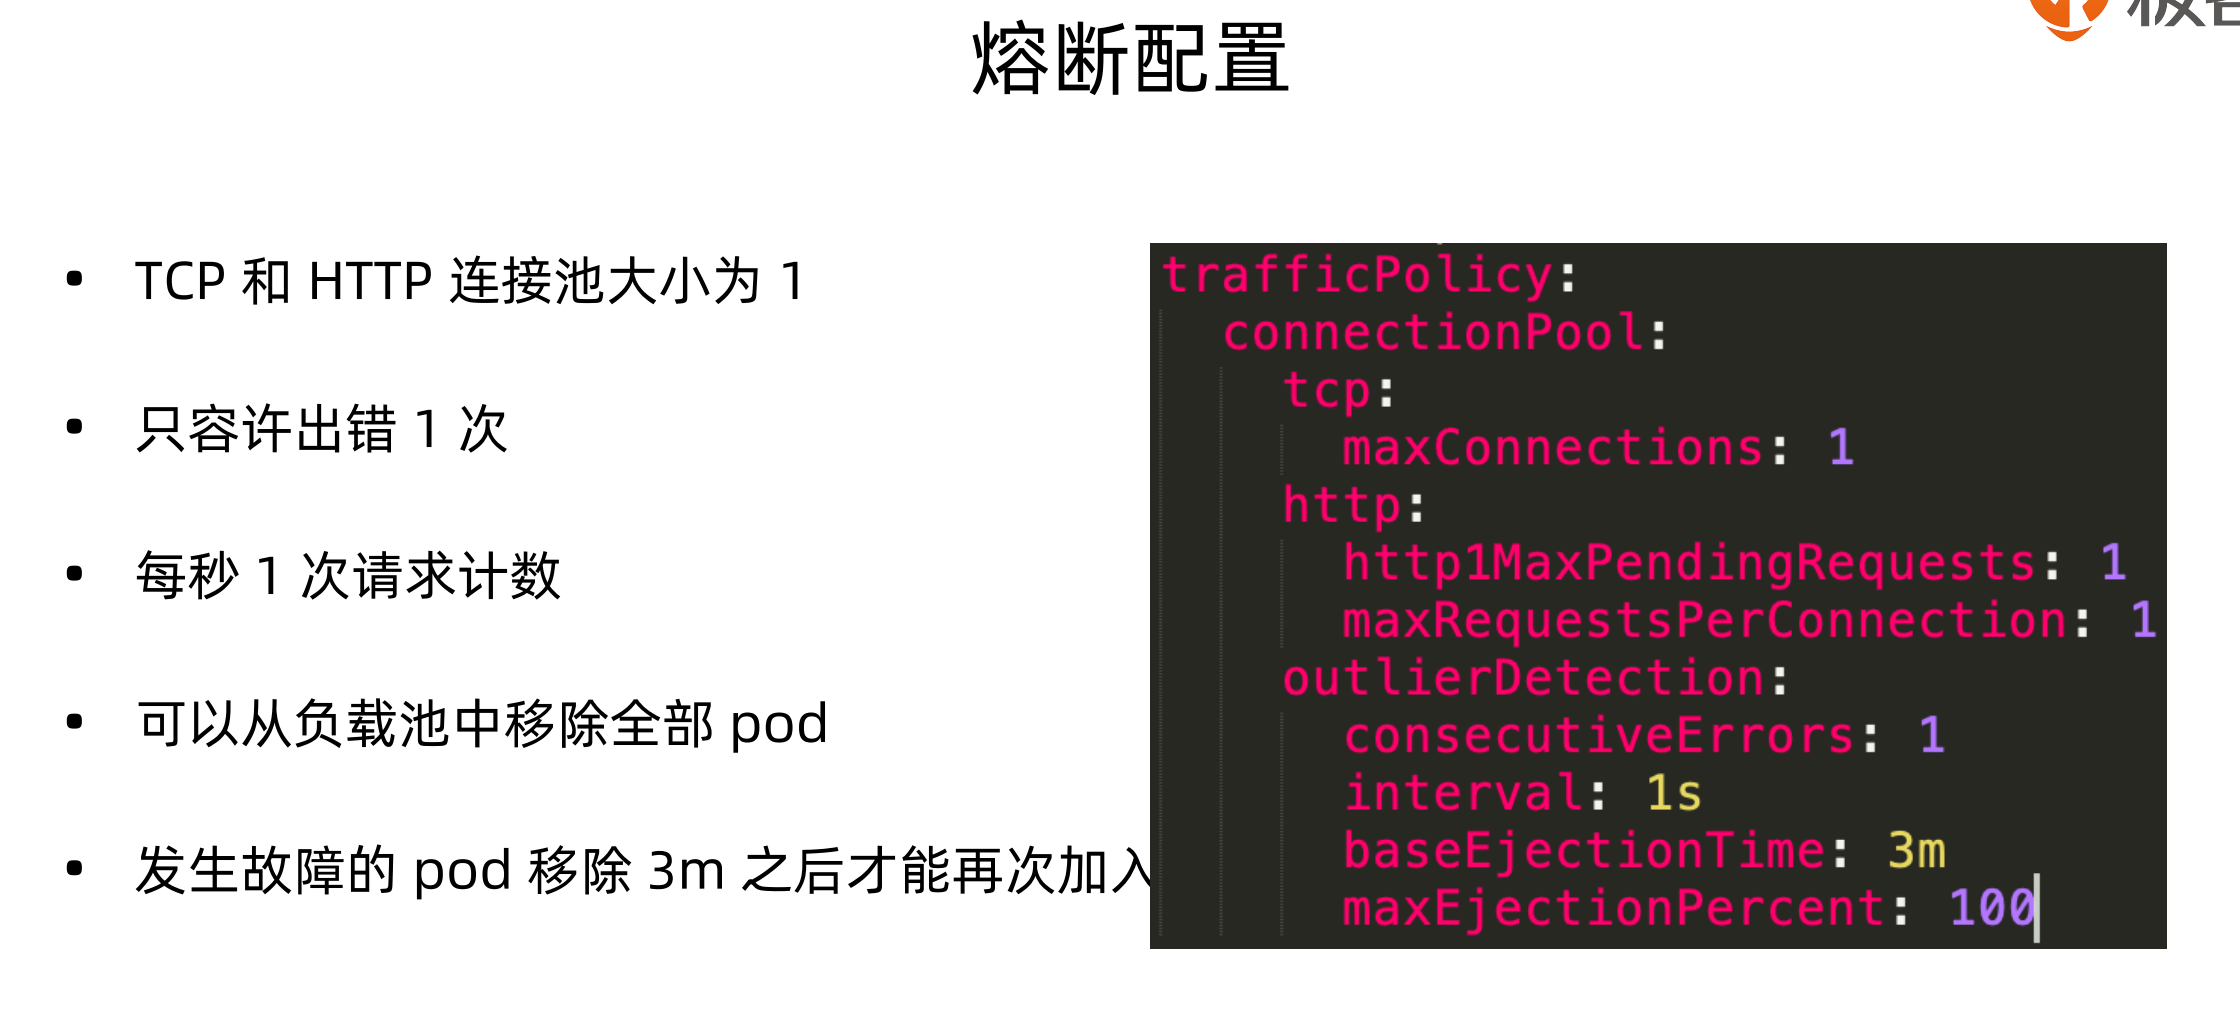 熔断配置
• TCP 和 HTTP 连接池大小为 1
• 只容许出错 1 次
• 每秒 1 次请求计数
• 可以从负载池中移除全部 pod
• 发生故障的 pod 移除 3m 之后才能再次加入
trafficPolicy:
  connectionPool:
    tcp:
      maxConnections: 1
    http:
      http1MaxPendingRequests: 1
      maxRequestsPerConnection: 1
    outlierDetection:
      consecutiveErrors: 1
      interval: 1s
      baseEjectionTime: 3m
      maxEjectionPercent: 100